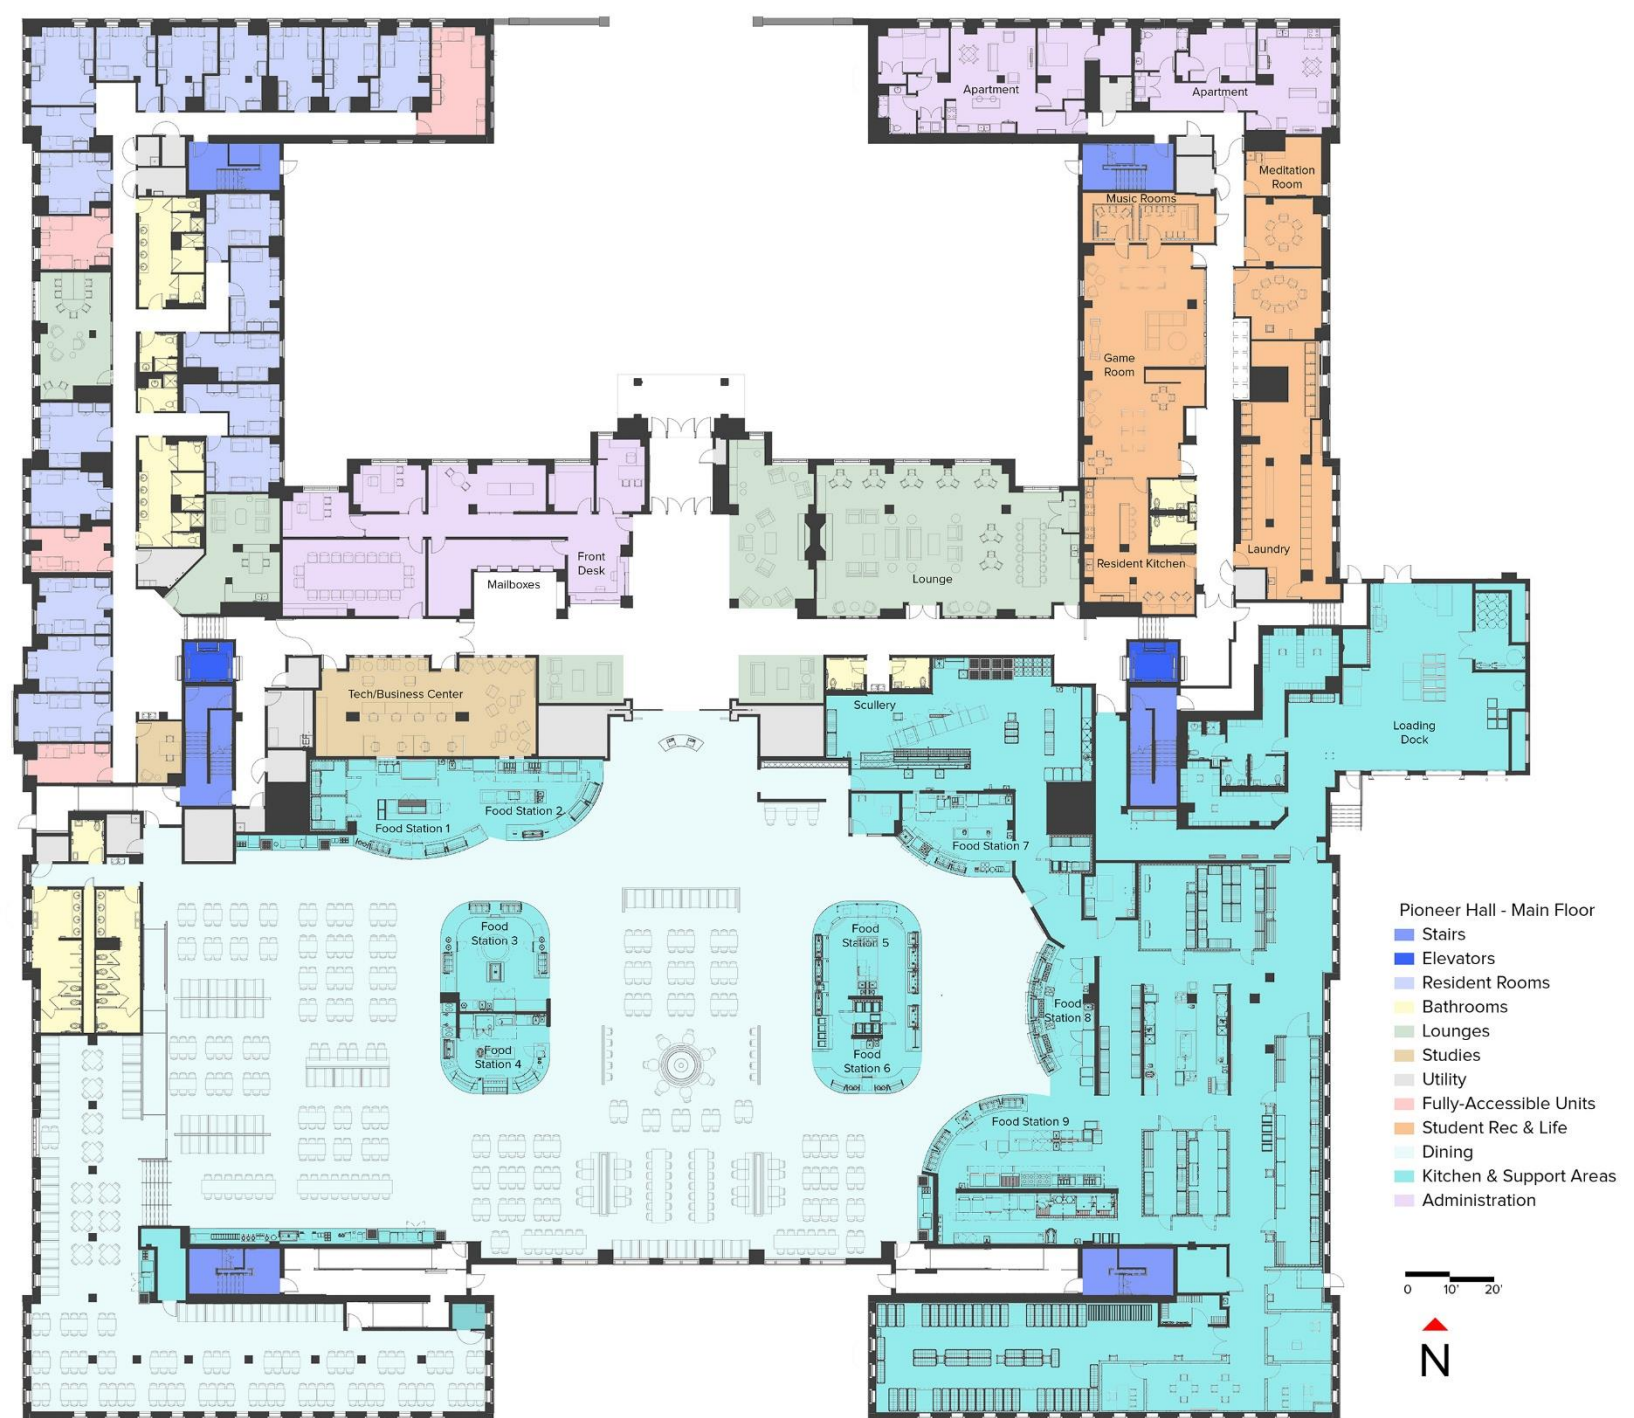 Apartment
Apartment
Meditation
Room
Music Rooms
Game
Room
Front
Desk
Mailboxes
Lounge
Laundry
Resident Kitchen
Tech/Business Center
Scullery
Loading
Dock
Food Station 1
Food Station 2
Food Station 7
Food
Station 3
Food
Station 5
Food
Station 8
Food
Station 4
Food
Station 6
Food Station 9
Pioneer Hall - Main Floor
Stairs
Elevators
Resident Rooms
Bathrooms
Lounges
Studies
Utility
Fully-Accessible Units
Student Rec & Life
Dining
Kitchen & Support Areas
Administration
0 10' 20'
N